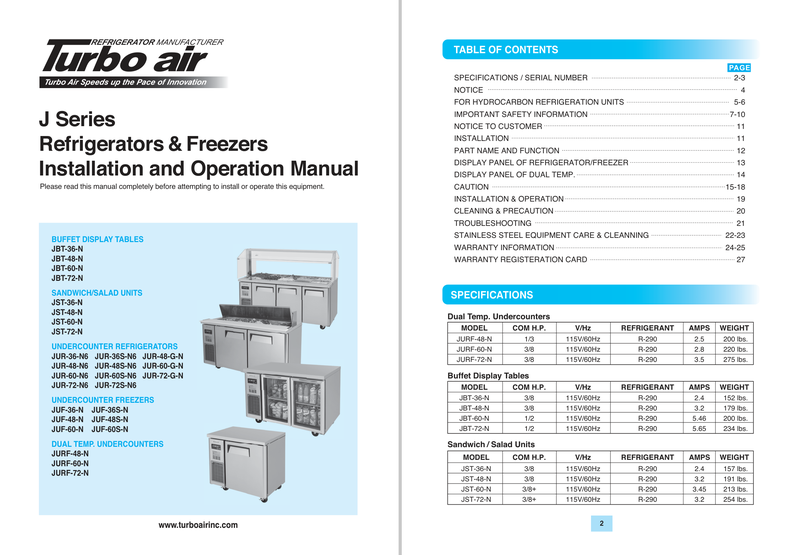 REFRIGERATOR MANUFACTURER
Turbo air
Turbo Air Speeds up the Pace of Innovation
J Series
Refrigerators & Freezers
Installation and Operation Manual
Please read this manual completely before attempting to install or operate this equipment.
BUFFET DISPLAY TABLES
JBT-36-N
JBT-48-N
JBT-60-N
JBT-72-N
SANDWICH/SALAD UNITS
JST-36-N
JST-48-N
JST-60-N
JST-72-N
UNDERCOUNTER REFRIGERATORS
JUR-36-N6 JUR-36S-N6 JUR-48-G-N
JUR-48-N6 JUR-48S-N6 JUR-60-G-N
JUR-60-N6 JUR-60S-N6 JUR-72-G-N
JUR-72-N6 JUR-72S-N6
UNDERCOUNTER FREEZERS
JUF-36-N JUF-36S-N
JUF-48-N JUF-48S-N
JUF-60-N JUF-60S-N
DUAL TEMP. UNDERCOUNTERS
JURF-48-N
JURF-60-N
JURF-72-N
www.turboairinc.com
TABLE OF CONTENTS
PAGE
SPECIFICATIONS / SERIAL NUMBER 2-3
NOTICE 4
FOR HYDROCARBON REFRIGERATION UNITS 5-6
IMPORTANT SAFETY INFORMATION 7-10
NOTICE TO CUSTOMER 11
INSTALLATION 11
PART NAME AND FUNCTION 12
DISPLAY PANEL OF REFRIGERATOR/FREEZER 13
DISPLAY PANEL OF DUAL TEMP. 14
CAUTION 15-18
INSTALLATION & OPERATION 19
CLEANING & PRECAUTION 20
TROUBLESHOOTING 21
STAINLESS STEEL EQUIPMENT CARE & CLEANNING 22-23
WARRANTY INFORMATION 24-25
WARRANTY REGISTERATION CARD 27
SPECIFICATIONS
Dual Temp. Undercounters
MODEL COM H.P. V/Hz REFRIGERANT AMPS WEIGHT
JURF-48-N 1/3 115V/60Hz R-290 2.5 200 lbs.
JURF-60-N 3/8 115V/60Hz R-290 2.8 220 lbs.
JURF-72-N 3/8 115V/60Hz R-290 3.5 275 lbs.
Buffet Display Tables
MODEL COM H.P. V/Hz REFRIGERANT AMPS WEIGHT
JBT-36-N 3/8 115V/60Hz R-290 2.4 152 lbs.
JBT-48-N 3/8 115V/60Hz R-290 3.2 179 lbs.
JBT-60-N 1/2 115V/60Hz R-290 5.46 200 lbs.
JBT-72-N 1/2 115V/60Hz R-290 5.65 234 lbs.
Sandwich / Salad Units
MODEL COM H.P. V/Hz REFRIGERANT AMPS WEIGHT
JST-36-N 3/8 115V/60Hz R-290 2.4 157 lbs.
JST-48-N 3/8 115V/60Hz R-290 3.2 191 lbs.
JST-60-N 3/8+ 115V/60Hz R-290 3.45 213 lbs.
JST-72-N 3/8+ 115V/60Hz R-290 3.2 254 lbs.
2